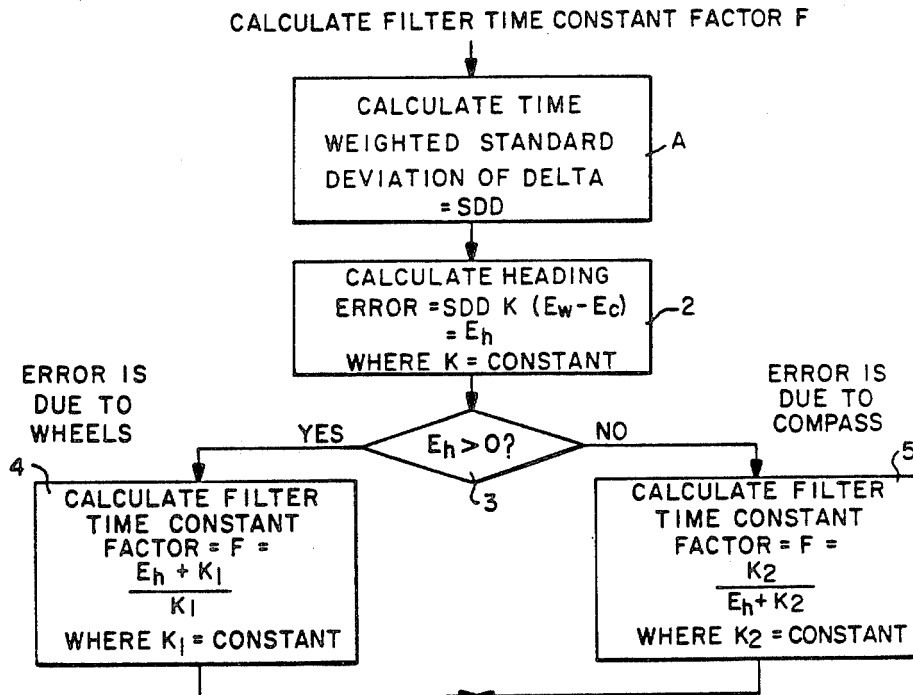 CALCULATE FILTER TIME CONSTANT FACTOR F
CALCULATE TIME
WEIGHTED STANDARD
DEVIATION OF DELTA
= SDD
A
CALCULATE HEADING
ERROR = SDD K (Ew - Ec)
= Eh
WHERE K = CONSTANT
2
ERROR IS
DUE TO
WHEELS
ERROR IS
DUE TO
COMPASS
YES
Eh > 0?
NO
3
4
CALCULATE FILTER
TIME CONSTANT
FACTOR = F =
Eh + K1
K1
WHERE K1 = CONSTANT
5
CALCULATE FILTER
TIME CONSTANT
FACTOR = F =
K2
Eh + K2
WHERE K2 = CONSTANT